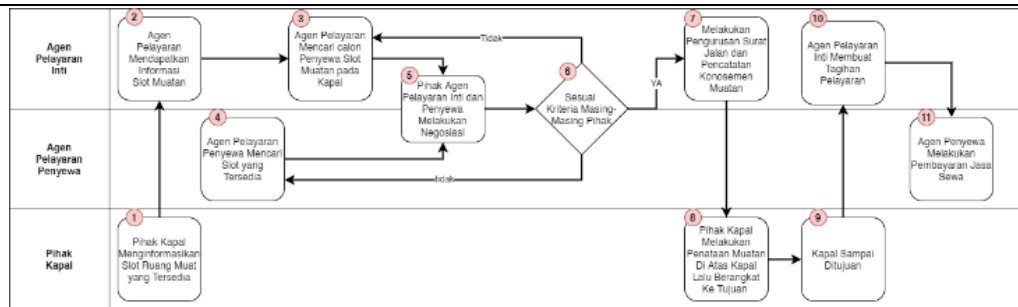 Agen
Pelayaran
Inti
2
Agen
Pelayaran
Mendapatkan
Informasi
Slot Muatan
3
Agen Pelayaran
Mencari calon
Penyewa Slot
Muatan pada
Kapal
5
Pihak Agen
Pelayaran Inti dan
Penyewa
Melakukan
Negosiasi
Tidak
6
Sesuai
Kriteria Masing-
Masing Pihak
YA
7
Melakukan
Pengurusan Surat
Jalan dan
Pencatatan
Konosemen
Muatan
10
Agen Pelayaran
Inti Membuat
Tagihan
Pelayaran
Agen
Pelayaran
Penyewa
4
Agen Pelayaran
Penyewa Mencari
Slot yang
Tersedia
tidak
11
Agen Penyewa
Melakukan
Pembayaran Jasa
Sewa
Pihak
Kapal
1
Pihak Kapal
Menginformasikan
Slot Ruang Muat
yang Tersedia
8
Pihak Kapal
Melakukan
Penataan Muatan
Di Atas Kapal
Lalu Berangkat
Ke Tujuan
9
Kapal Sampai
Ditujuan